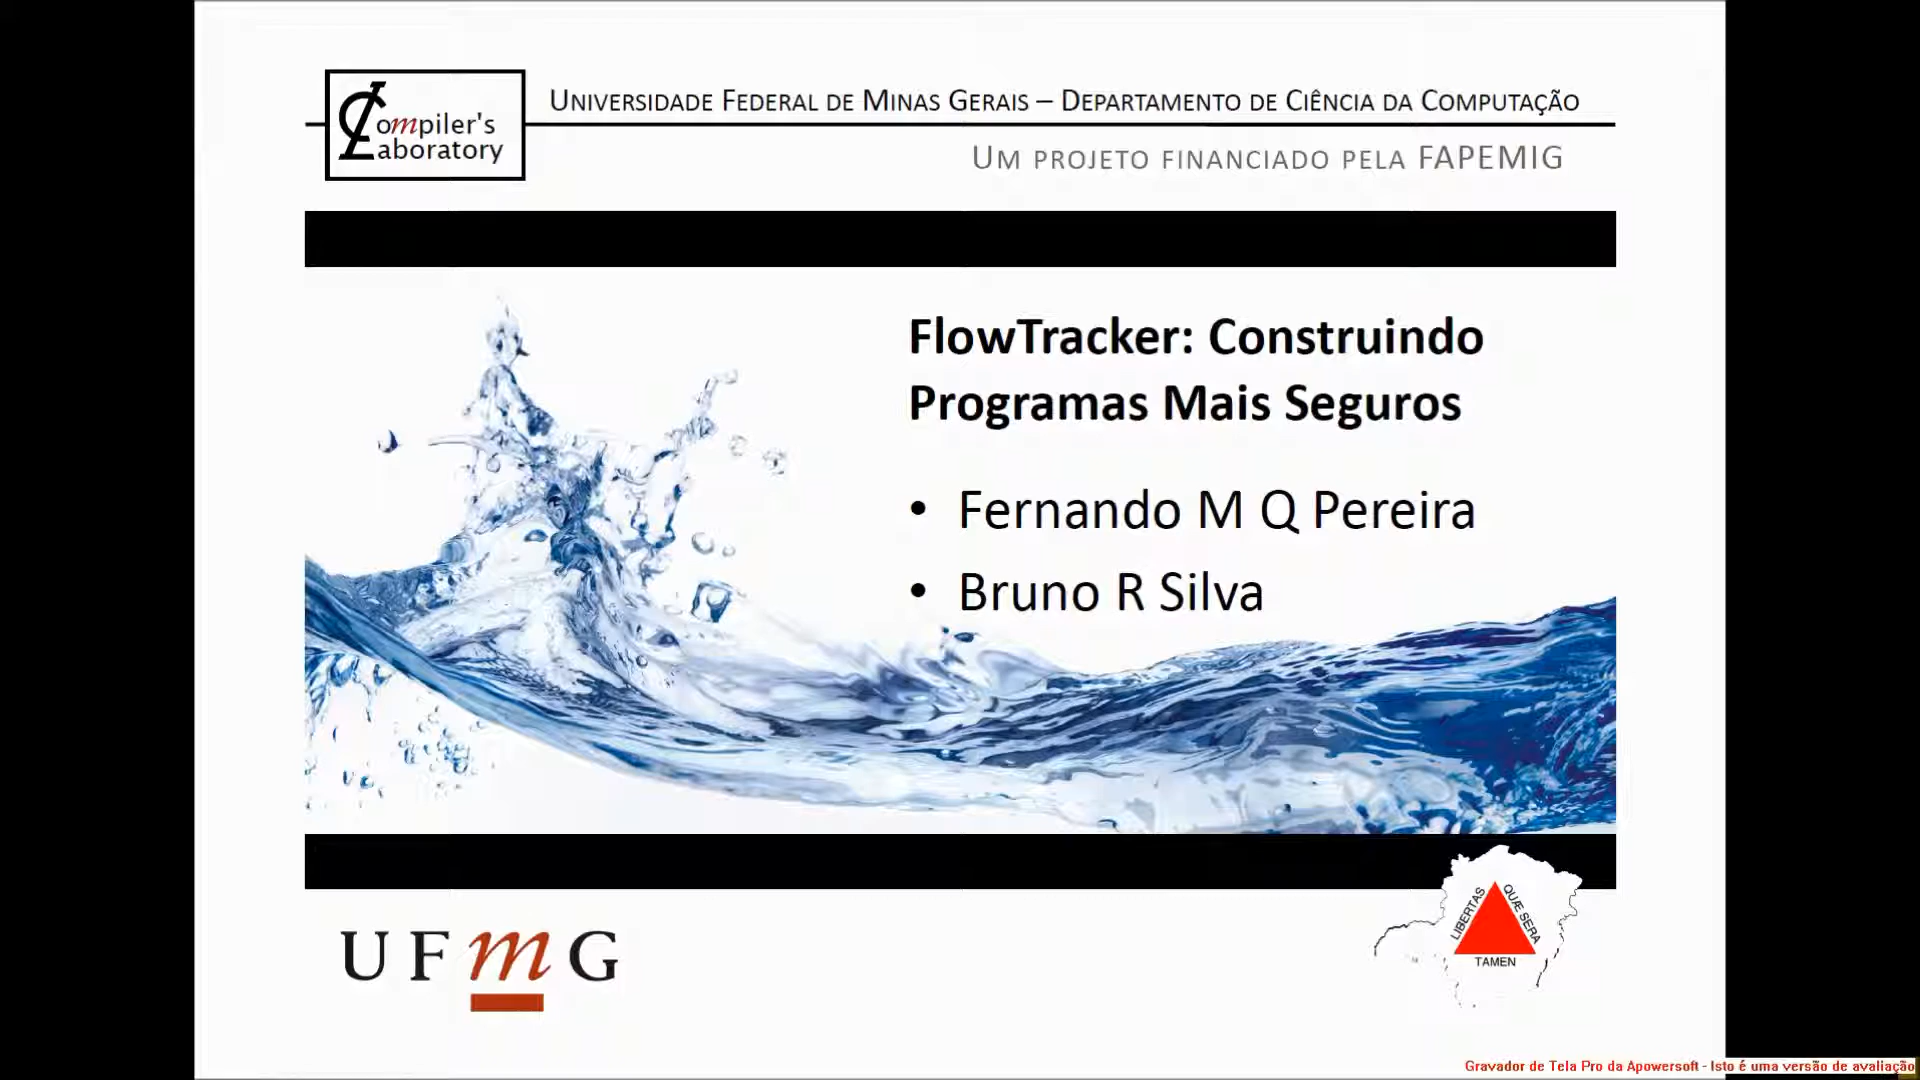 Compiler's
Laboratory
UNIVERSIDADE FEDERAL DE MINAS GERAIS – DEPARTAMENTO DE CIÊNCIA DA COMPUTAÇÃO
UM PROJETO FINANCIADO PELA FAPEMIG
FlowTracker: Construindo
Programas Mais Seguros
• Fernando M Q Pereira
• Bruno R Silva
UFmG
LIBERTAS QUÆ SERA
TAMEN
Gravador de Tela Pro da Apowersoft - Isto é uma versão de avaliação